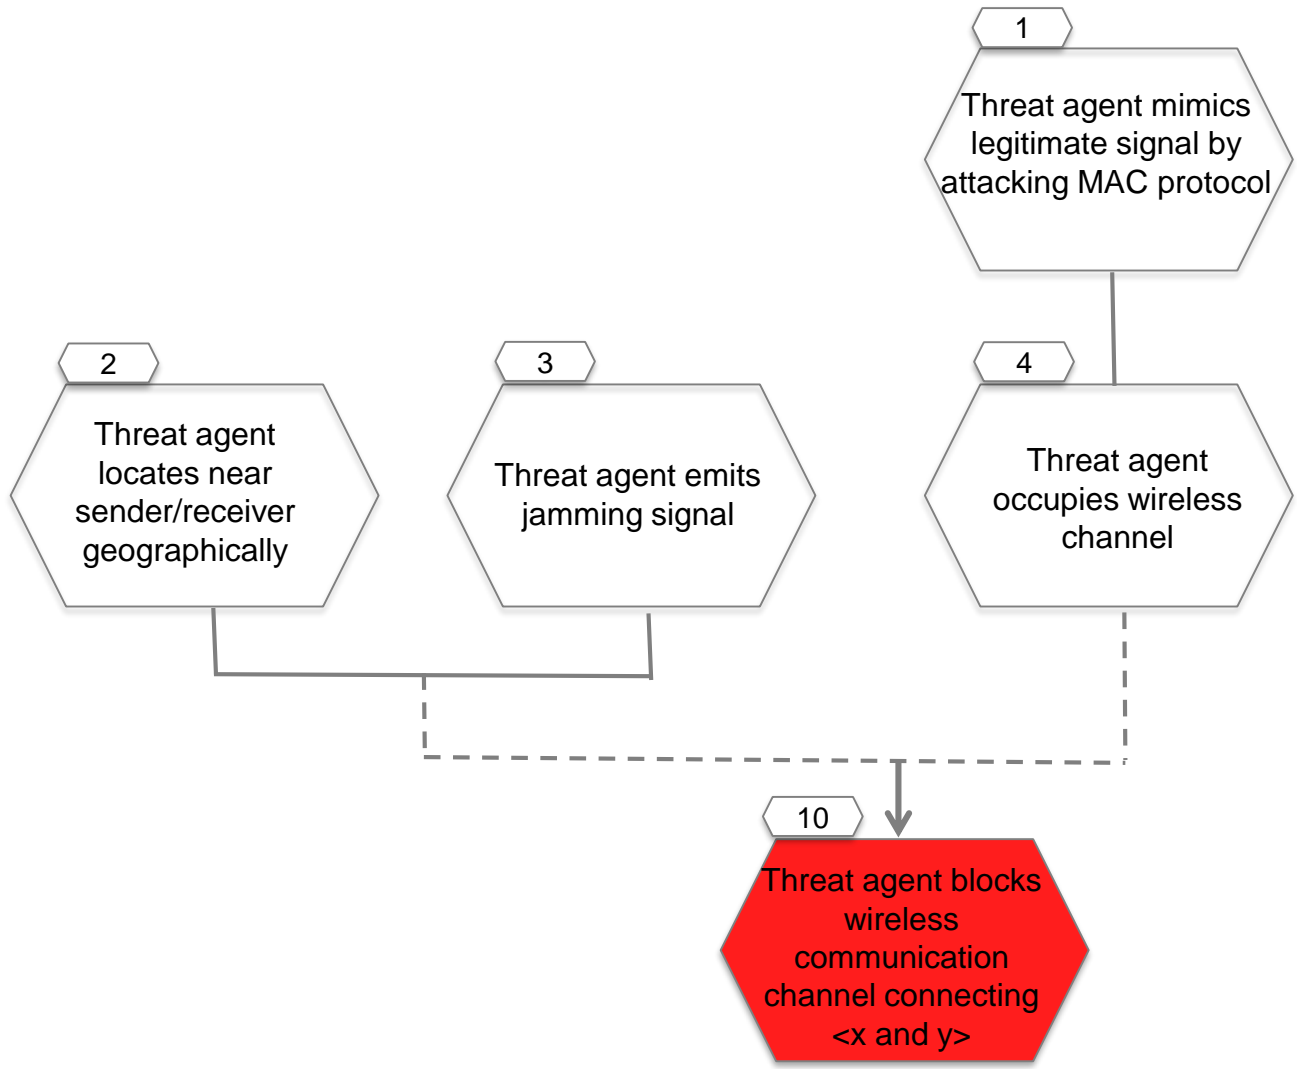 1
Threat agent mimics
legitimate signal by
attacking MAC protocol
2
Threat agent
locates near
sender/receiver
geographically
3
Threat agent emits
jamming signal
4
Threat agent
occupies wireless
channel
10
Threat agent blocks
wireless
communication
channel connecting
<x and y>